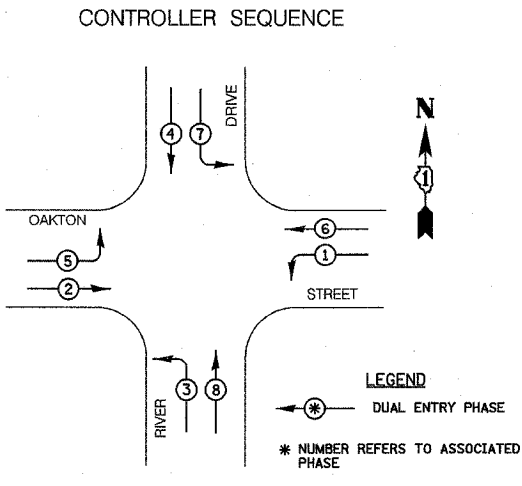 CONTROLLER SEQUENCE
DRIVE
N
4
7
1
OAKTON
6
5
1
2
STREET
3
8
RIVER
LEGEND
* DUAL ENTRY PHASE
* NUMBER REFERS TO ASSOCIATED
PHASE